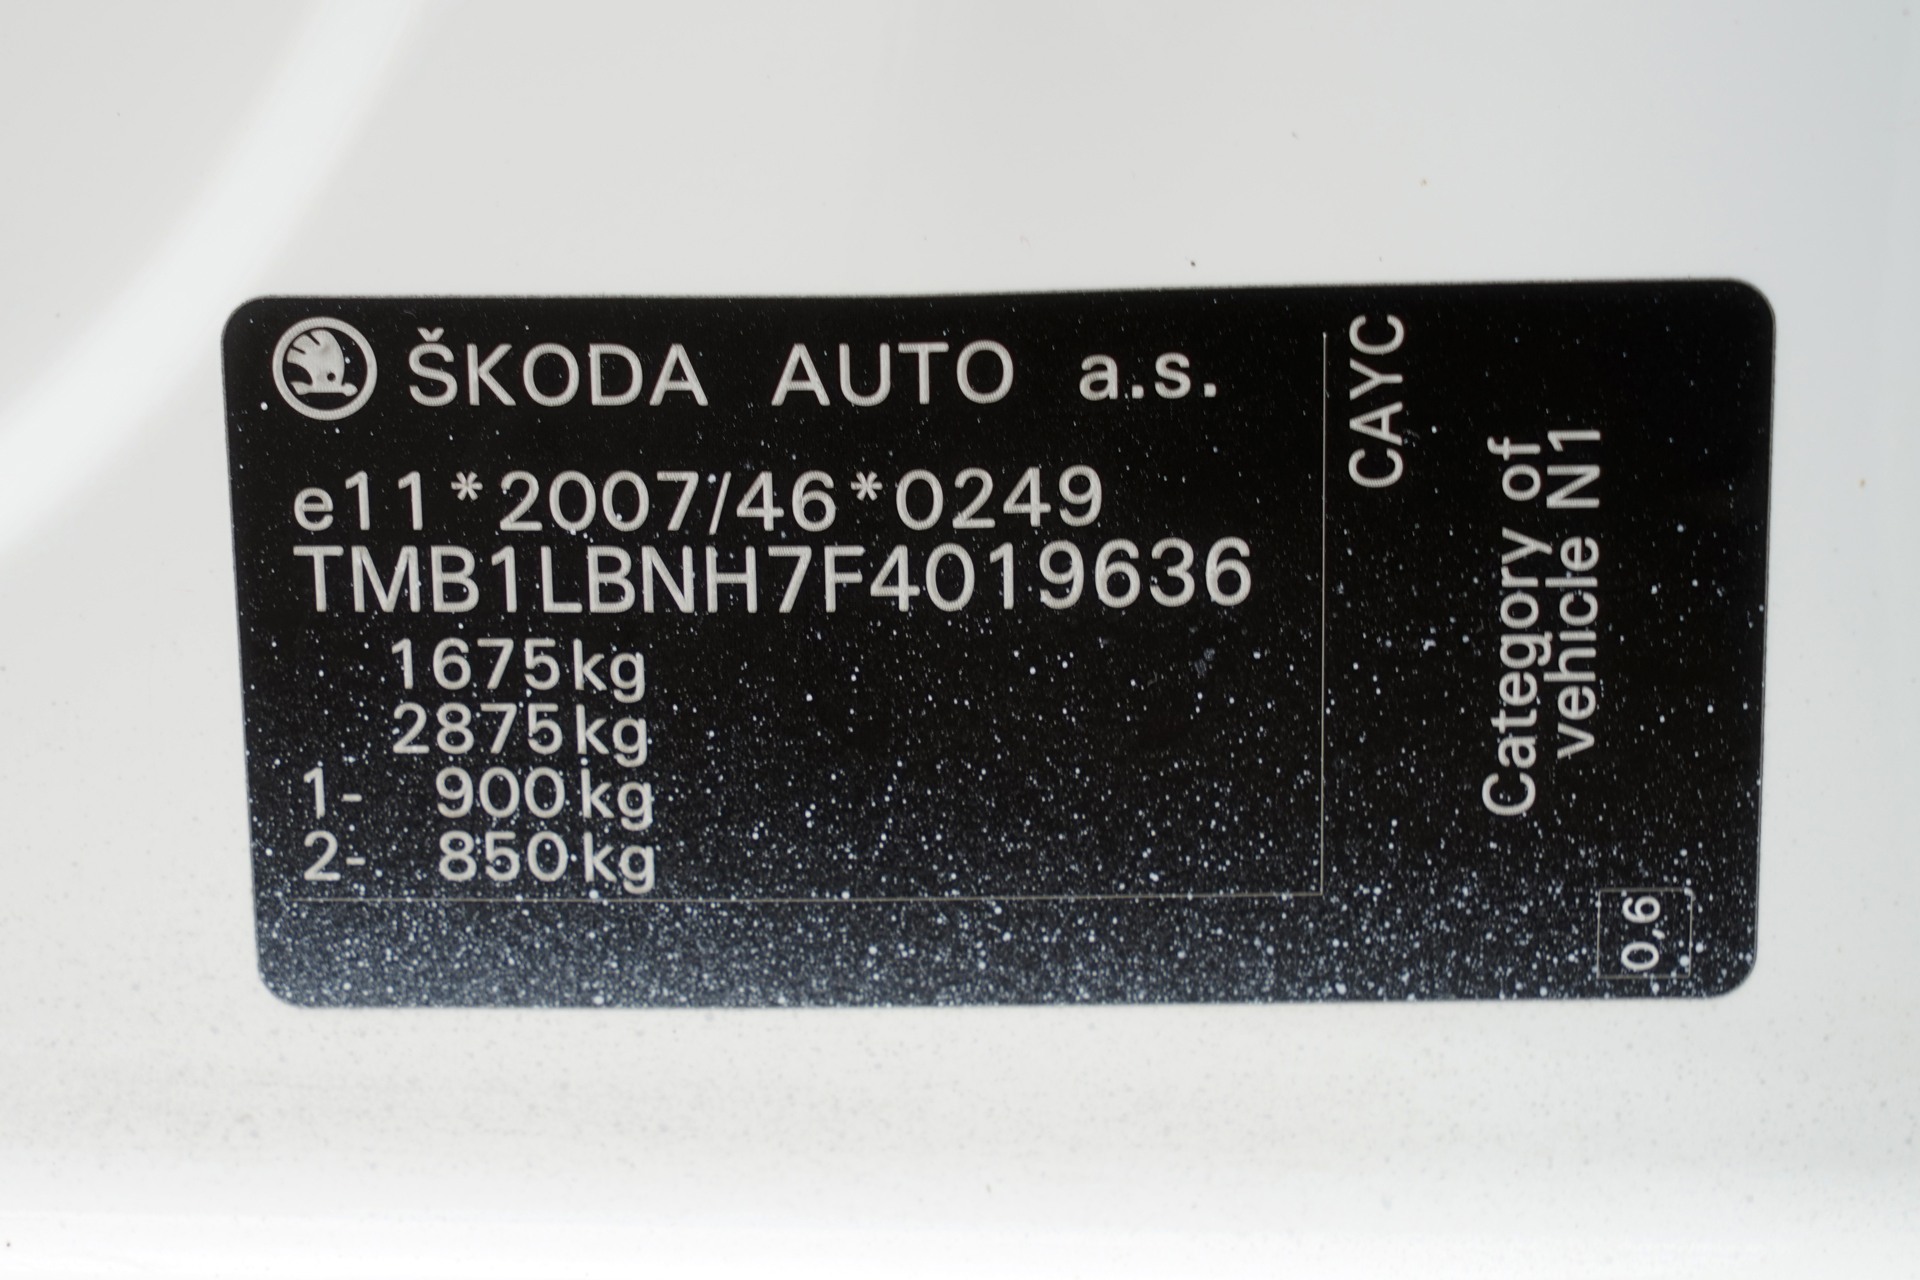 ŠKODA AUTO a.s.
e11*2007/46*0249
TMB1LBNH7F4019636
1675kg
2875kg
1- 900kg
2- 850kg
CAYC
Category of
vehicle N1
0,6